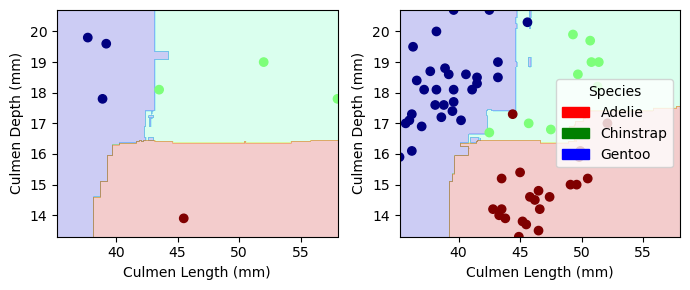 20
19
18
17
16
15
14
Culmen Depth (mm)
40
45
50
55
Culmen Length (mm)
20
19
18
17
16
15
14
Culmen Depth (mm)
40
45
50
55
Culmen Length (mm)
Species
Adelie
Chinstrap
Gentoo